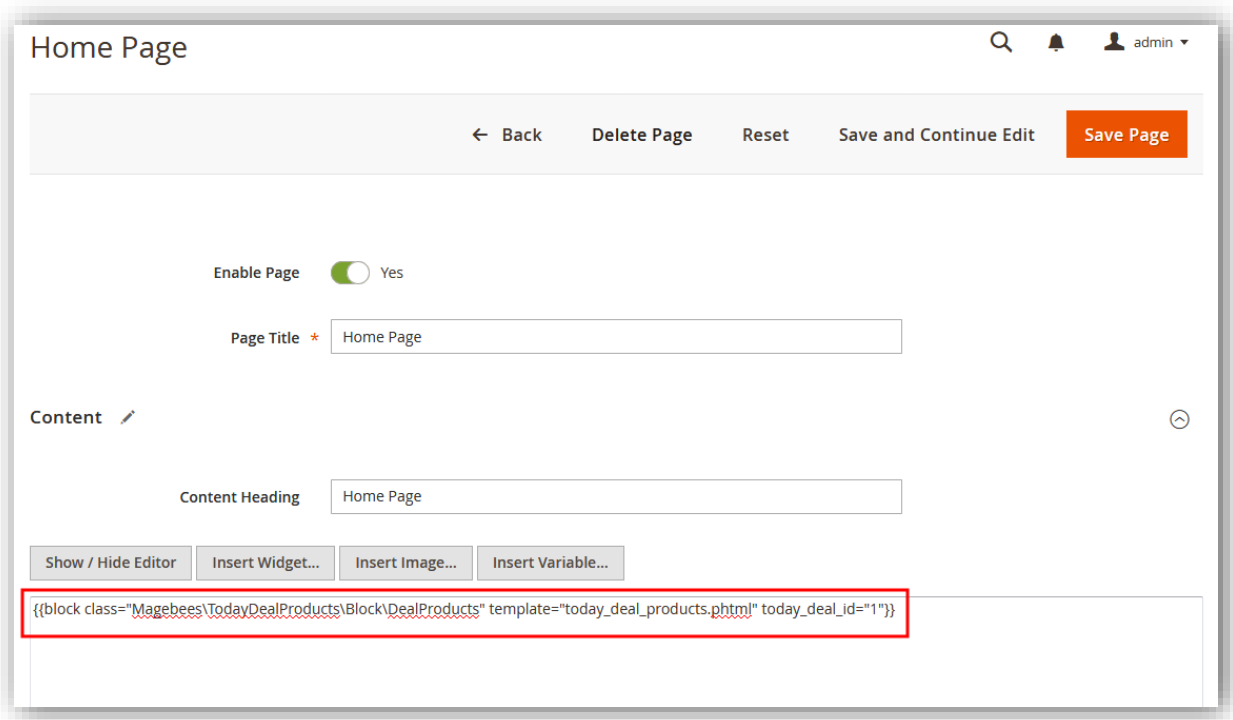 Home Page
admin
Back Delete Page Reset Save and Continue Edit Save Page
Enable Page Yes
Page Title * Home Page
Content
Content Heading Home Page
Show / Hide Editor Insert Widget... Insert Image... Insert Variable...
{{block class="Magebees\TodayDealProducts\Block\DealProducts" template="today_deal_products.phtml" today_deal_id="1"}}